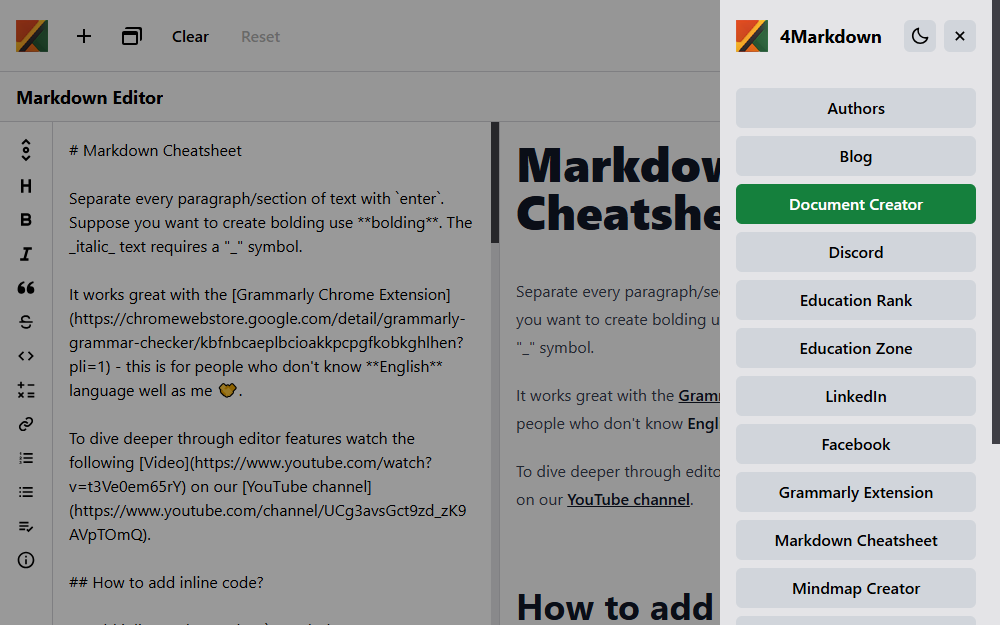 Clear
Reset
Markdown Editor
# Markdown Cheatsheet
Separate every paragraph/section of text with `enter`.
Suppose you want to create bolding use **bolding**. The
_italic_ text requires a "_" symbol.
It works great with the [Grammarly Chrome Extension]
(https://chromewebstore.google.com/detail/grammarly-
grammar-checker/kbfnbcaeplbcioakkpcpgfkobkghlhen?
pli=1) - this is for people who don't know **English**
language well as me 🤝.
To dive deeper through editor features watch the
following [Video](https://www.youtube.com/watch?
v=t3Ve0em65rY) on our [YouTube channel]
(https://www.youtube.com/channel/UCg3avsGct9zd_zK9
AVpTOmQ).
## How to add inline code?
Markdow
Cheatshe
Separate every paragraph/se
you want to create bolding u
"_" symbol.
It works great with the Gram
people who don't know Engl
To dive deeper through edito
on our YouTube channel.
How to add
4Markdown
Authors
Blog
Document Creator
Discord
Education Rank
Education Zone
LinkedIn
Facebook
Grammarly Extension
Markdown Cheatsheet
Mindmap Creator